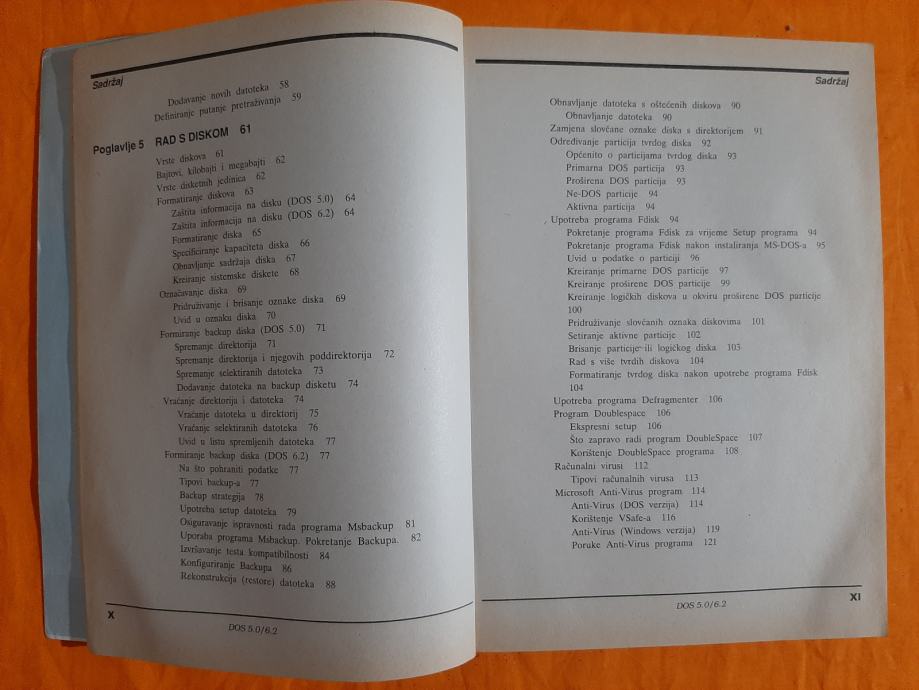 Sadržaj
Dodavanje novih datoteka 58
Definiranje putanje pretraživanja 59
Poglavlje 5 RAD S DISKOM 61
Vrste diskova 61
Bajtovi, kilobajti i megabajti 62
Vrste disketnih jedinica 62
Formatiranje diskova 63
Zaštita informacija na disku (DOS 5.0) 64
Zaštita informacija na disku (DOS 6.2) 64
Formatiranje diska 65
Specificiranje kapaciteta diska 66
Obnavljanje sadržaja diska 67
Kreiranje sistemske diskete 68
Označavanje diska 69
Pridruživanje i brisanje oznake diska 69
Uvid u oznaku diska 70
Formiranje backup diska (DOS 5.0) 71
Spremanje direktorija 71
Spremanje direktorija i njegovih poddirektorija 72
Spremanje selektiranih datoteka 73
Dodavanje datoteka na backup disketu 74
Vraćanje direktorija i datoteka 74
Vraćanje datoteka u direktorij 75
Vraćanje selektiranih datoteka 76
Uvid u listu spremljenih datoteka 77
Formiranje backup diska (DOS 6.2) 77
Na što pohraniti podatke 77
Tipovi backup-a 77
Backup strategija 78
Upotreba setup datoteka 79
Osiguravanje ispravnosti rada programa Msbackup 81
Uporaba programa Msbackup. Pokretanje Backupa. 82
Izvršavanje testa kompatibilnosti 84
Konfiguriranje Backupa 86
Rekonstrukcija (restore) datoteka 88
X
DOS 5.0/6.2
Sadržaj
Obnavljanje datoteka s oštećenih diskova 90
Obnavljanje datoteka 90
Zamjena slovčane oznake diska s direktorijem 91
Određivanje particija tvrdog diska 92
Općenito o particijama tvrdog diska 93
Primarna DOS particija 93
Proširena DOS particija 93
Ne-DOS particije 94
Aktivna particija 94
Upotreba programa Fdisk 94
Pokretanje programa Fdisk za vrijeme Setup programa 94
Pokretanje programa Fdisk nakon instaliranja MS-DOS-a 95
Uvid u podatke o particiji 96
Kreiranje primarne DOS particije 97
Kreiranje proširene DOS particije 99
Kreiranje logičkih diskova u okviru proširene DOS particije
100
Pridruživanje slovčanih oznaka diskovima 101
Setiranje aktivne particije 102
Brisanje particije ili logičkog diska 103
Rad s više tvrdih diskova 104
Formatiranje tvrdog diska nakon upotrebe programa Fdisk
104
Upotreba programa Defragmenter 106
Program Doublespace 106
Ekspresni setup 106
Što zapravo radi program DoubleSpace 107
Korištenje DoubleSpace programa 108
Računalni virusi 112
Tipovi računalnih virusa 113
Microsoft Anti-Virus program 114
Anti-Virus (DOS verzija) 114
Korištenje VSafe-a 116
Anti-Virus (Windows verzija) 119
Poruke Anti-Virus programa 121
XI
DOS 5.0/6.2